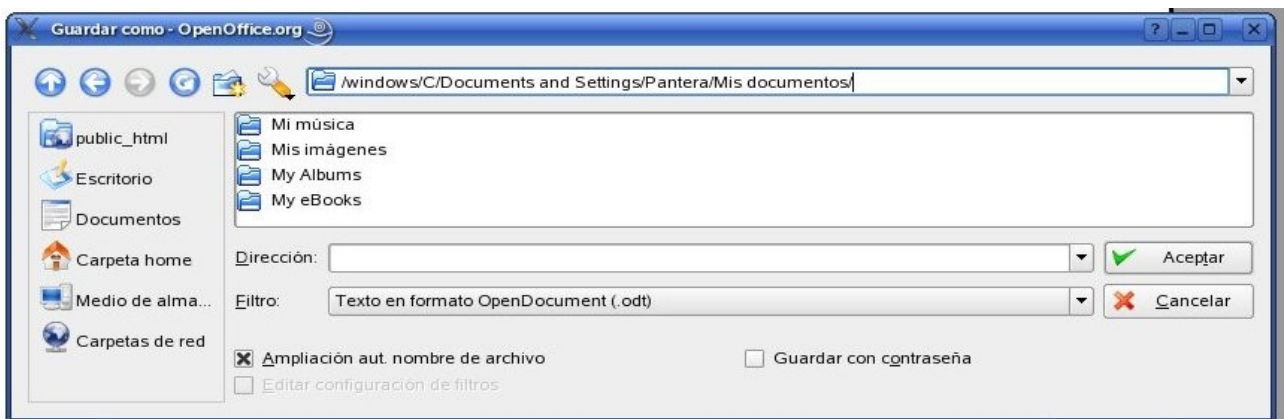 Guardar como - OpenOffice.org
/windows/C/Documents and Settings/Pantera/Mis documentos/
public_html
Escritorio
Documentos
Carpeta home
Medio de alma...
Carpetas de red
Mi música
Mis imágenes
My Albums
My eBooks
Dirección:
Aceptar
Filtro:
Texto en formato OpenDocument (.odt)
Cancelar
Ampliación aut. nombre de archivo
Guardar con contraseña
Editar configuración de filtros